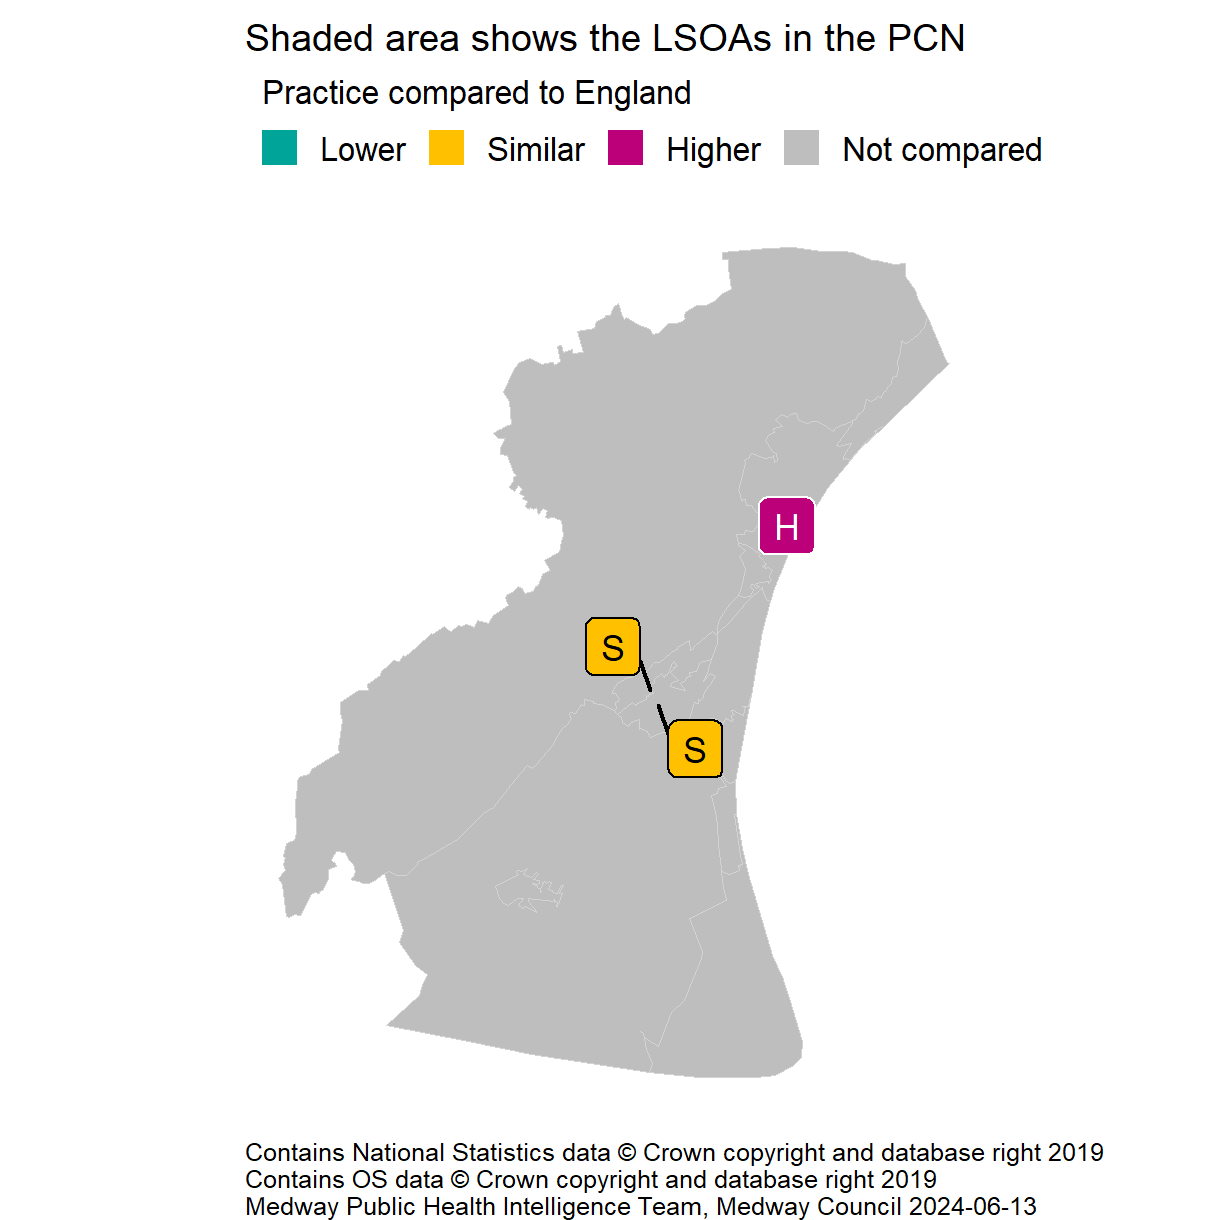 Shaded area shows the LSOAs in the PCN
Practice compared to England
Lower Similar Higher Not compared
H
S
S
Contains National Statistics data © Crown copyright and database right 2019
Contains OS data © Crown copyright and database right 2019
Medway Public Health Intelligence Team, Medway Council 2024-06-13